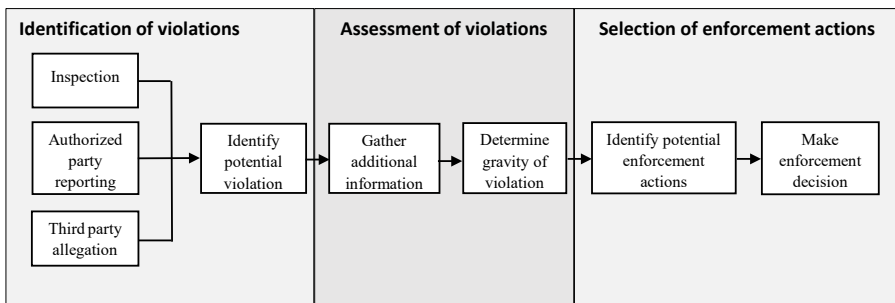 Identification of violations
Inspection
Authorized
party
reporting
Third party
allegation
Identify
potential
violation
Assessment of violations
Gather
additional
information
Determine
gravity of
violation
Selection of enforcement actions
Identify potential
enforcement
actions
Make
enforcement
decision